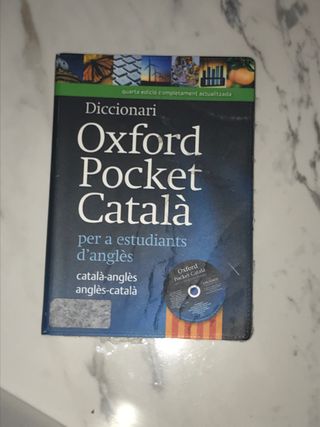 quarta edició completament actualitzada
Diccionari
Oxford
Pocket
Català
per a estudiants
d'anglès
català-anglès
anglès-català
Oxford
Pocket Català